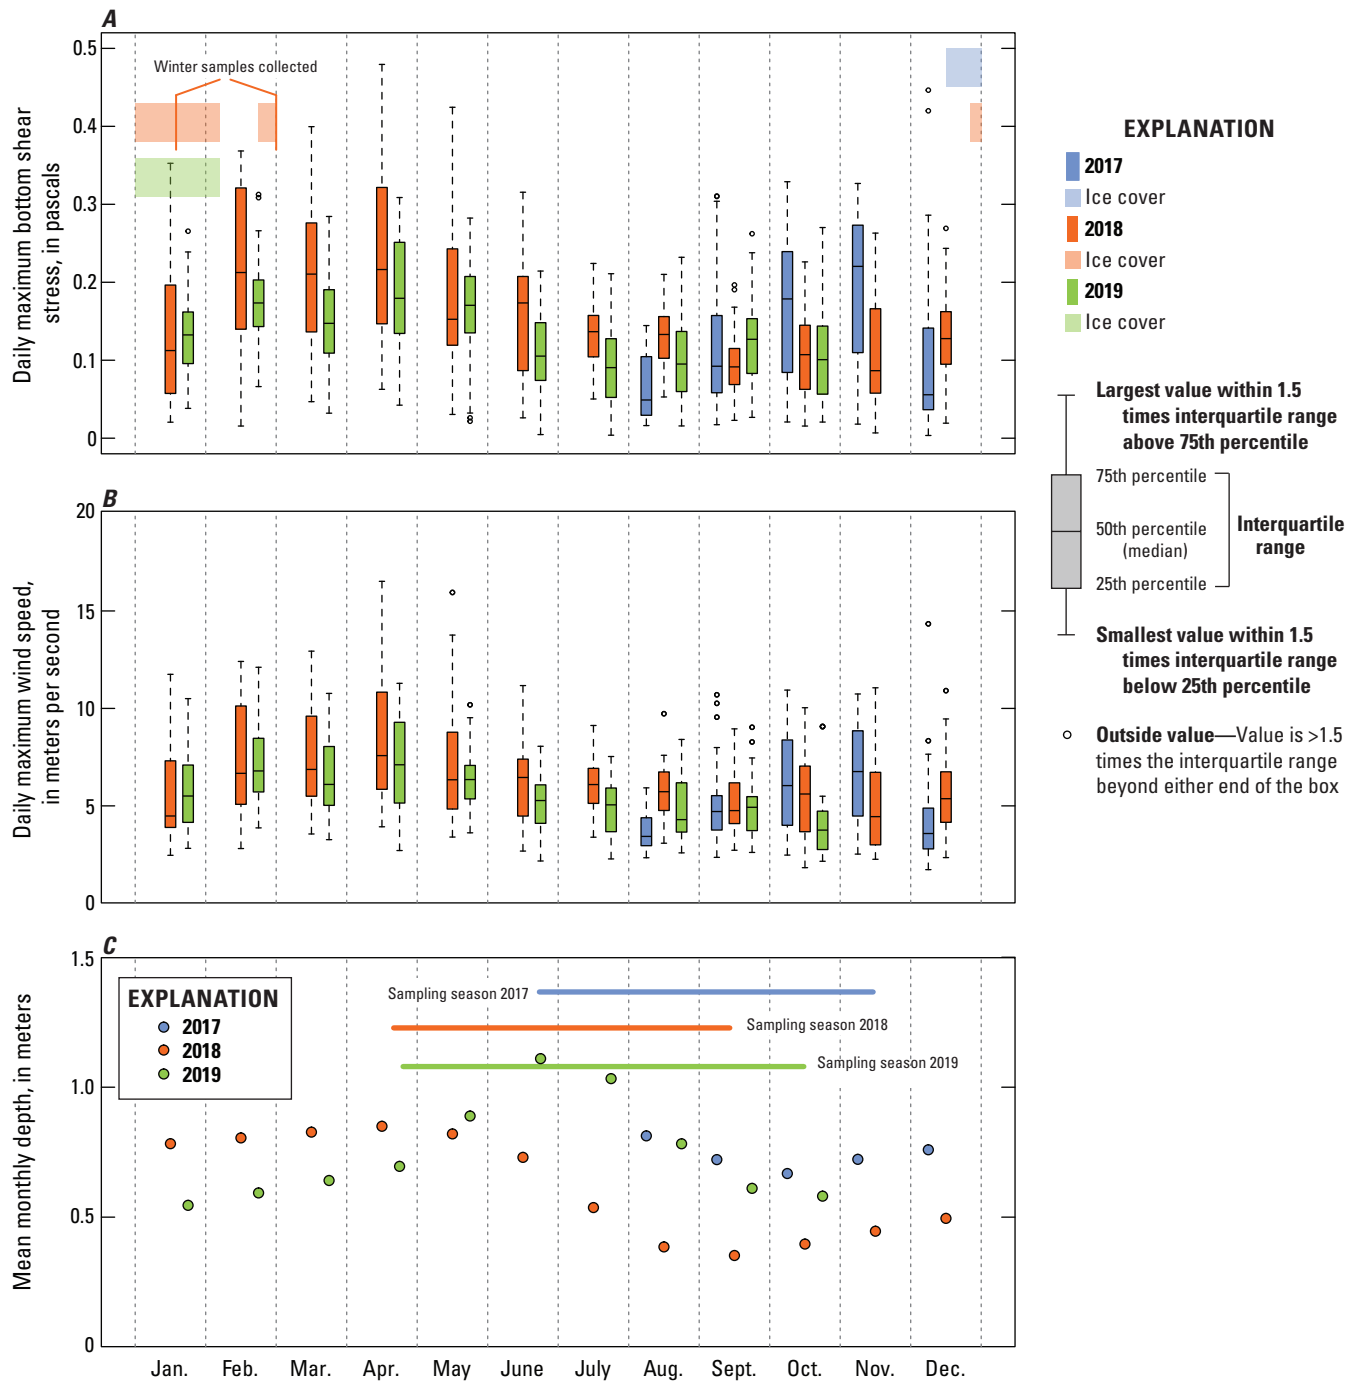 A
Daily maximum bottom shear
stress, in pascals
0.5
0.4
0.3
0.2
0.1
0
Winter samples collected
EXPLANATION
2017
Ice cover
2018
Ice cover
2019
Ice cover
Largest value within 1.5
times interquartile range
above 75th percentile
75th percentile
50th percentile
(median)
25th percentile
Interquartile
range
Smallest value within 1.5
times interquartile range
below 25th percentile
Outside value—Value is >1.5
times the interquartile range
beyond either end of the box
B
Daily maximum wind speed,
in meters per second
20
15
10
5
0
C
Mean monthly depth, in meters
1.5
1.0
0.5
0
EXPLANATION
2017
2018
2019
Sampling season 2017
Sampling season 2018
Sampling season 2019
Jan. Feb. Mar. Apr. May June July Aug. Sept. Oct. Nov. Dec.